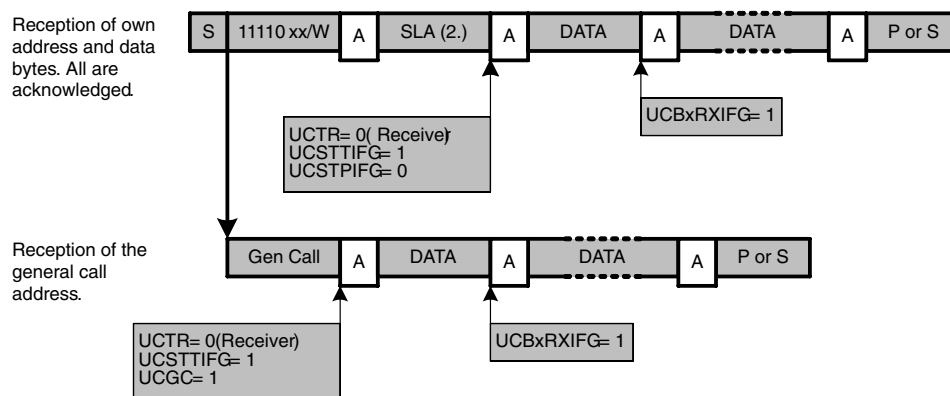 Reception of own
address and data
bytes. All are
acknowledged.
S 11110 xx/W A SLA (2.) A DATA A DATA A P or S
UCTR= 0( Receiver)
UCSTTIFG= 1
UCSTPIFG= 0
UCBxRXIFG= 1
Reception of the
general call
address.
Gen Call A DATA A DATA A P or S
UCTR= 0(Receiver)
UCSTTIFG= 1
UCGC= 1
UCBxRXIFG= 1